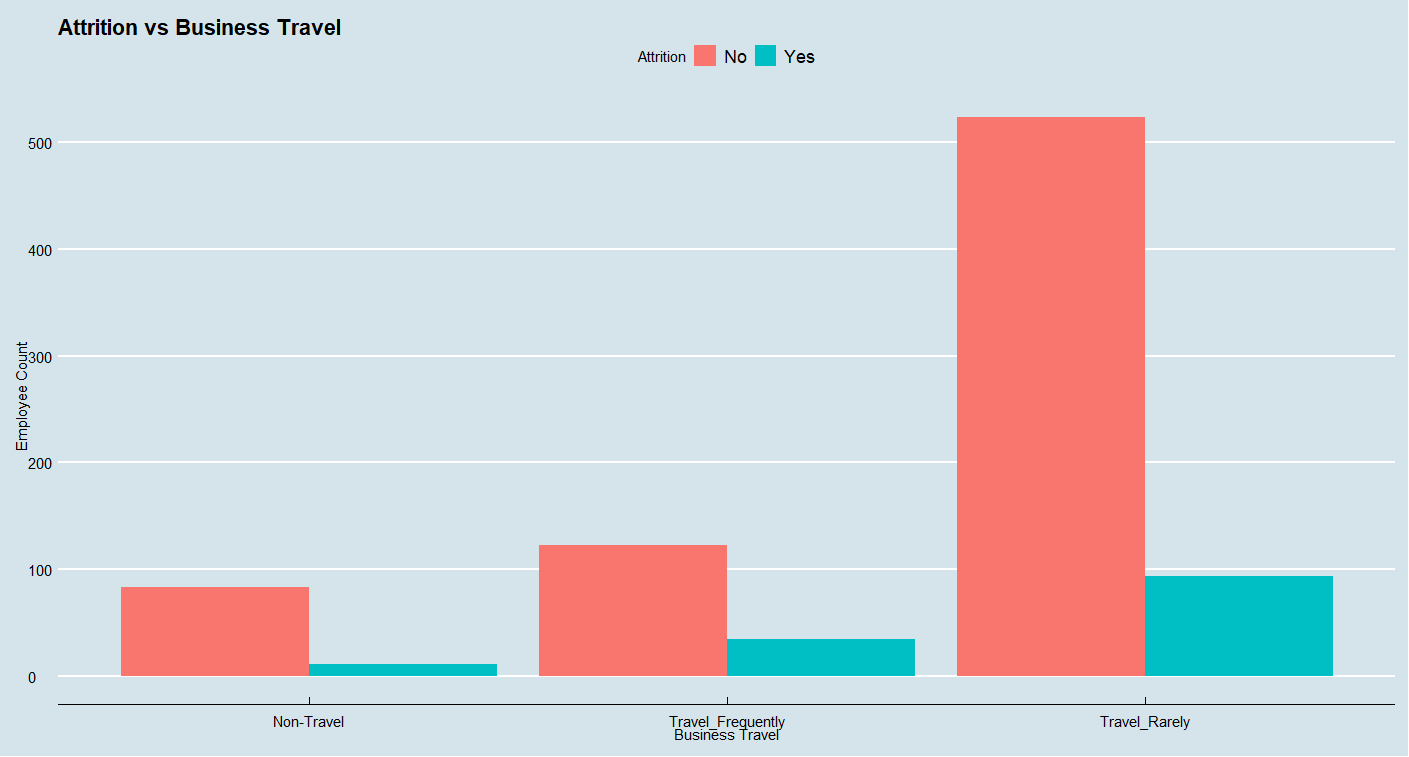 Attrition vs Business Travel
Attrition No Yes
500
400
300
200
100
0
Employee Count
Non-Travel Travel_Frequently Travel_Rarely
Business Travel